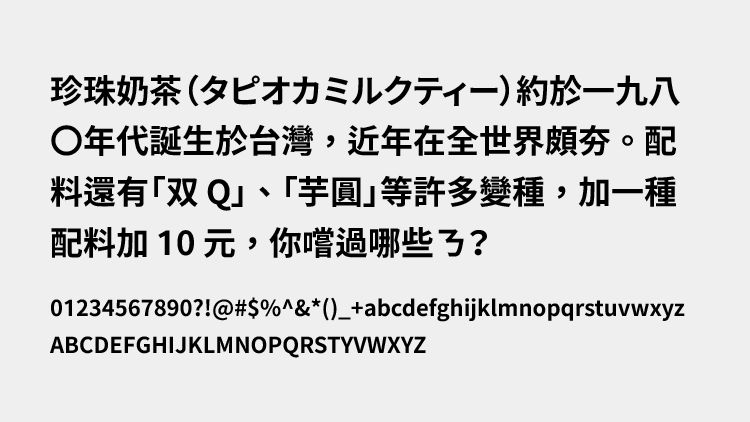 珍珠奶茶（タピオカミルクティー）約於一九八
〇年代誕生於台灣，近年在全世界頗夯。配
料還有「双 Q」、「芋圓」等許多變種，加一種
配料加 10 元，你嚐過哪些ㄋ？
01234567890?!@#$%^&*()_+abcdefghijklmnopqrstuvwxyz
ABCDEFGHIJKLMNOPQRSTYVWXYZ